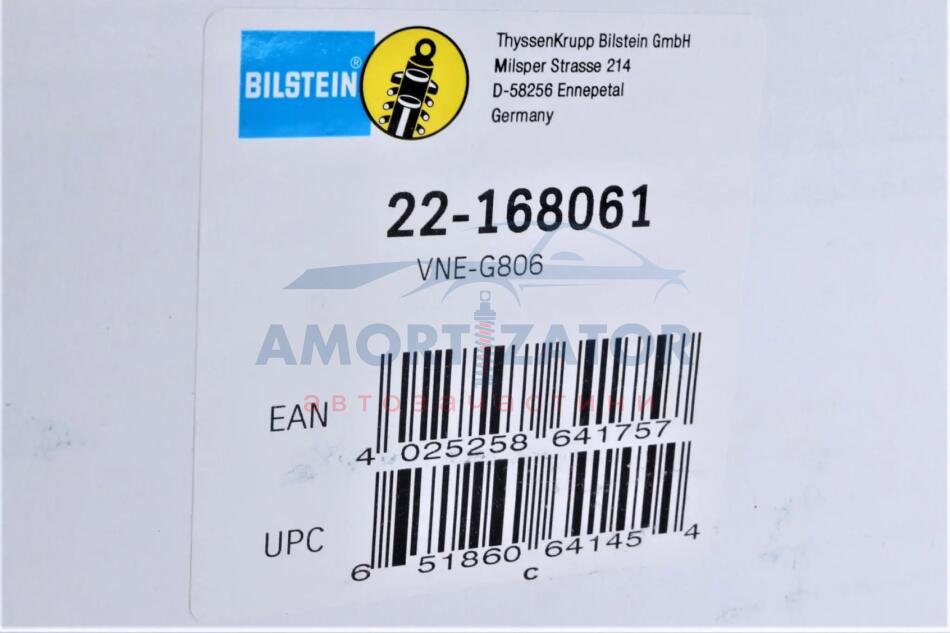 BILSTEIN®
ThyssenKrupp Bilstein GmbH
Milsper Strasse 214
D-58256 Ennepetal
Germany
22-168061
VNE-G806
AMORTIZATOR
автозапчастини
EAN
4 025258 641757
UPC
6 51860 64145 4
C